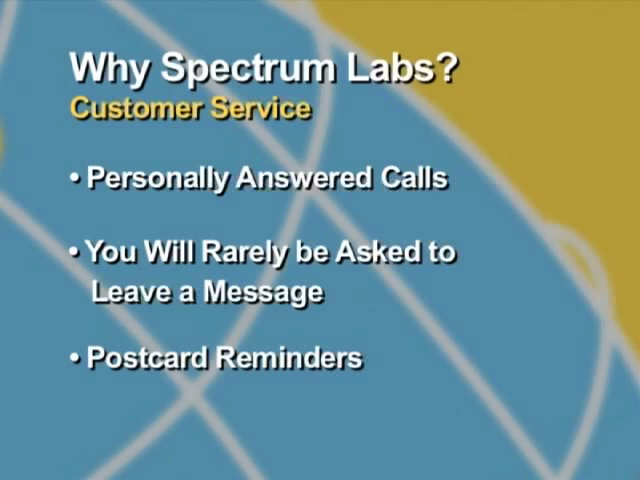 Why Spectrum Labs?
Customer Service
• Personally Answered Calls
• You Will Rarely be Asked to
Leave a Message
• Postcard Reminders